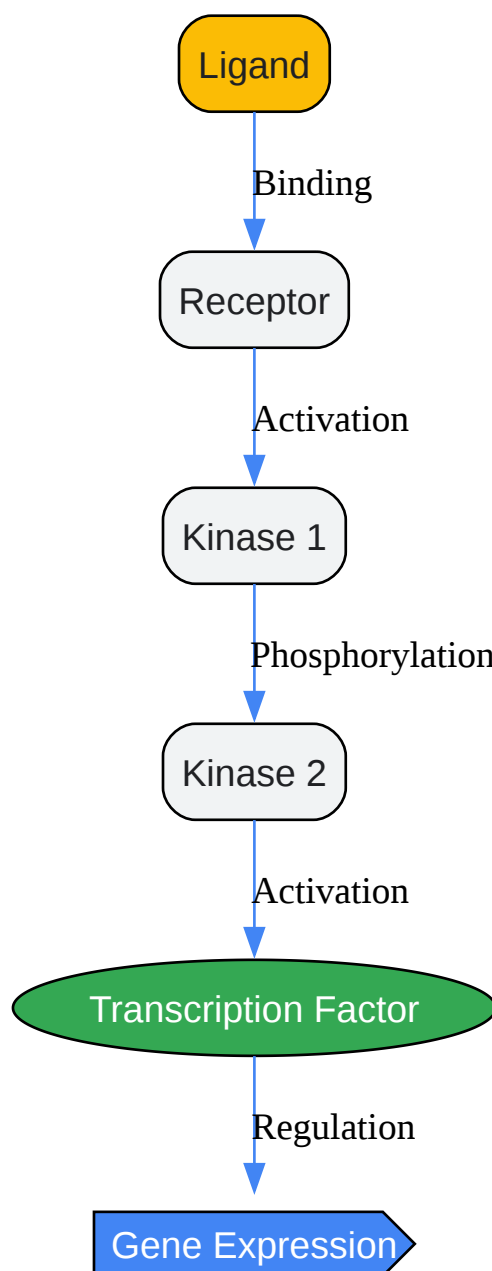 Ligand
Binding
Receptor
Activation
Kinase 1
Phosphorylation
Kinase 2
Activation
Transcription Factor
Regulation
Gene Expression